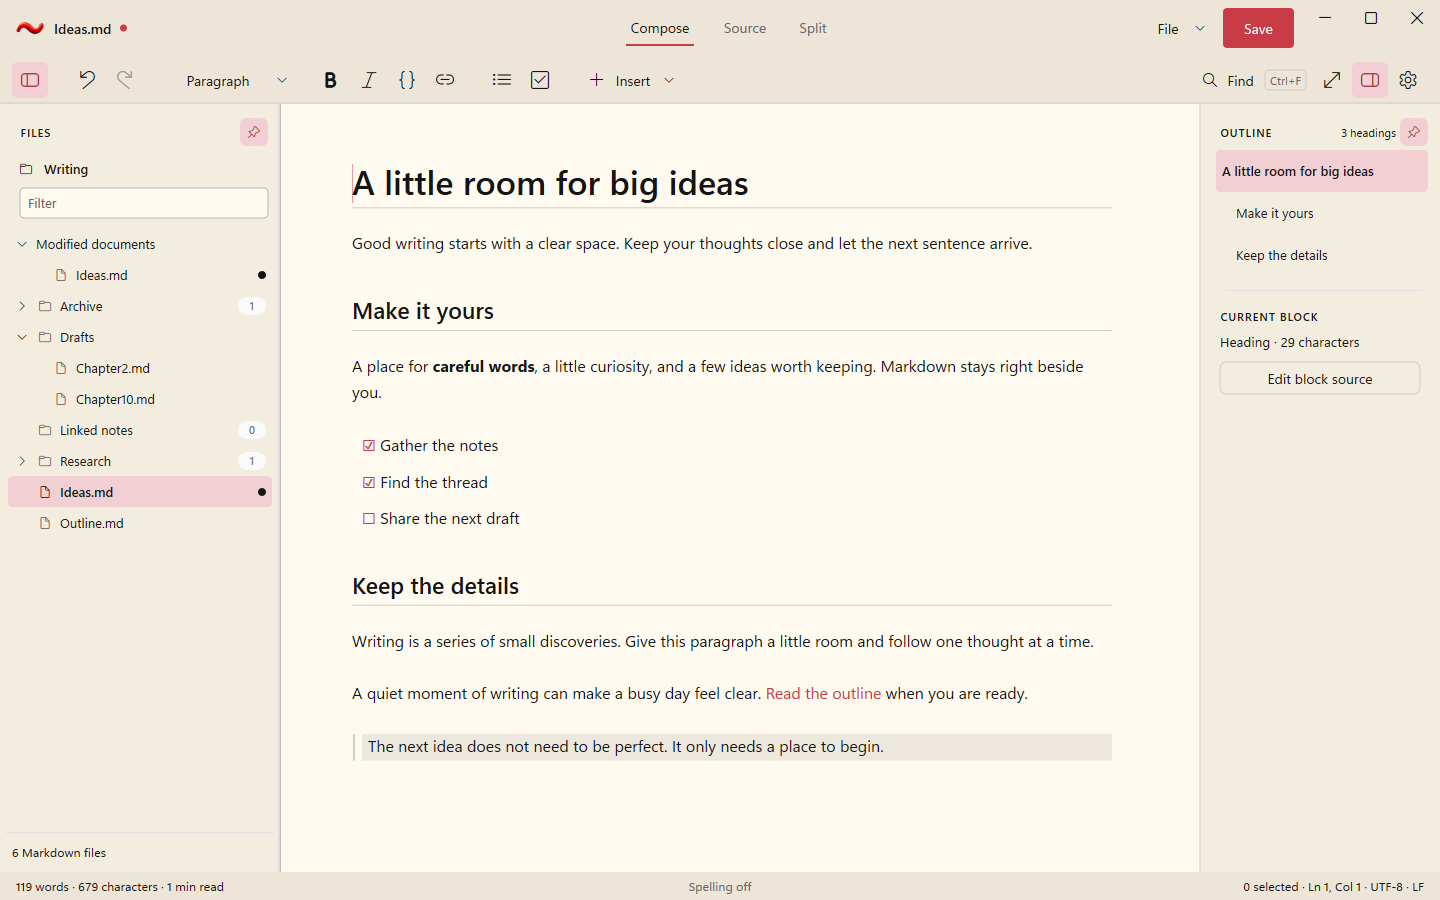 Ideas.md
Compose Source Split
File
Save
Paragraph
B I {}
Insert
Find Ctrl+F
FILES
Writing
Filter
Modified documents
Ideas.md
Archive 1
Drafts
Chapter2.md
Chapter10.md
Linked notes 0
Research 1
Ideas.md
Outline.md
6 Markdown files
A little room for big ideas
Good writing starts with a clear space. Keep your thoughts close and let the next sentence arrive.
Make it yours
A place for careful words, a little curiosity, and a few ideas worth keeping. Markdown stays right beside
you.
☑ Gather the notes
☑ Find the thread
☐ Share the next draft
Keep the details
Writing is a series of small discoveries. Give this paragraph a little room and follow one thought at a time.
A quiet moment of writing can make a busy day feel clear. Read the outline when you are ready.
The next idea does not need to be perfect. It only needs a place to begin.
OUTLINE 3 headings
A little room for big ideas
Make it yours
Keep the details
CURRENT BLOCK
Heading · 29 characters
Edit block source
119 words · 679 characters · 1 min read
Spelling off
0 selected · Ln 1, Col 1 · UTF-8 · LF